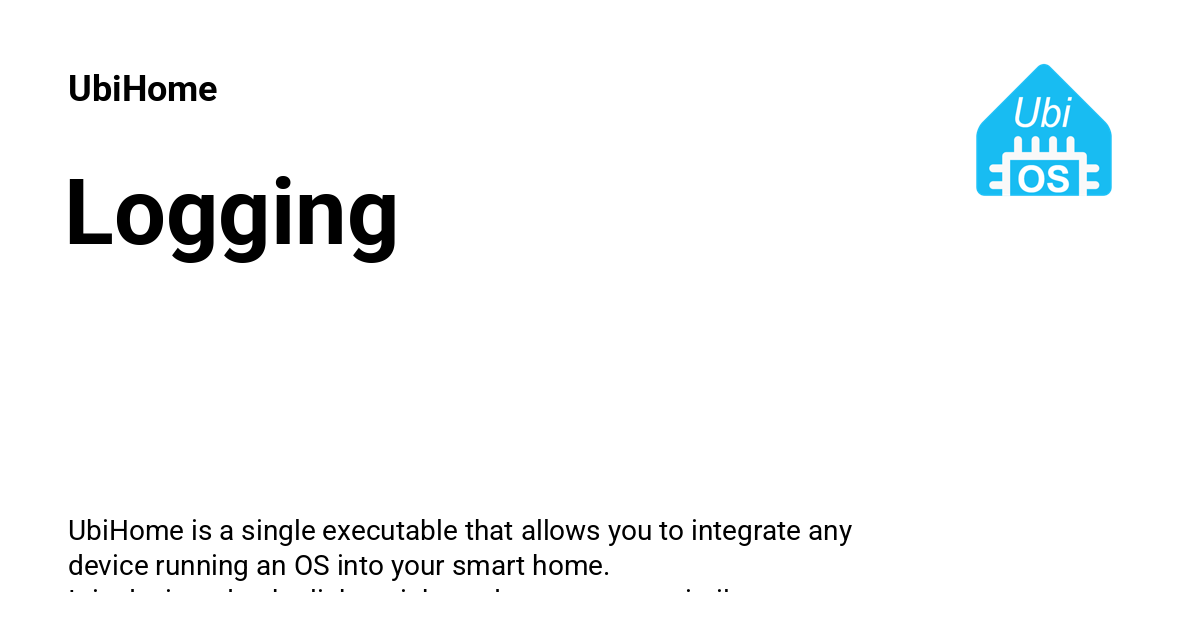 UbiHome
Ubi
OS
Logging
UbiHome is a single executable that allows you to integrate any
device running an OS into your smart home.